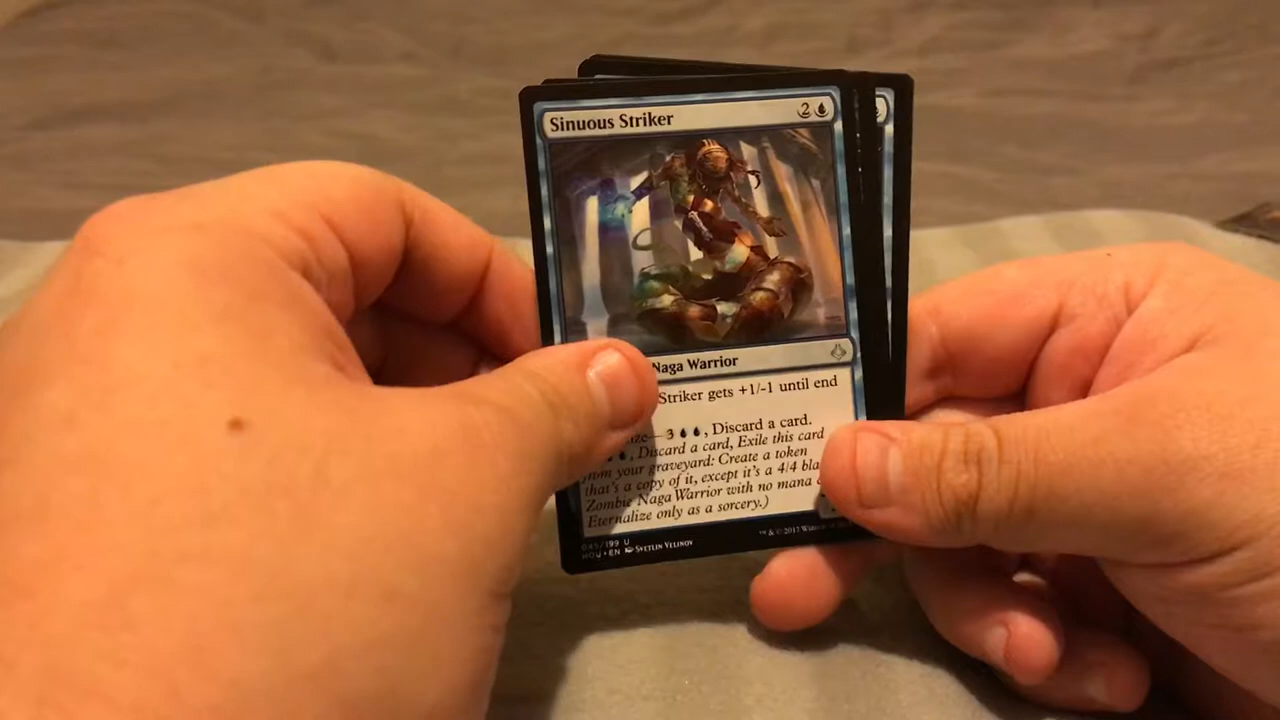 Sinuous Striker 2
Naga Warrior
Striker gets +1/-1 until end
3, Discard a card.
, Discard a card, Exile this card
from your graveyard: Create a token
that's a copy of it, except it's a 4/4
Zombie Naga Warrior with no mana
Eternalize only as a sorcery.)
045/199 U
HOU • EN Svetlin Velinov
™ & © 2017